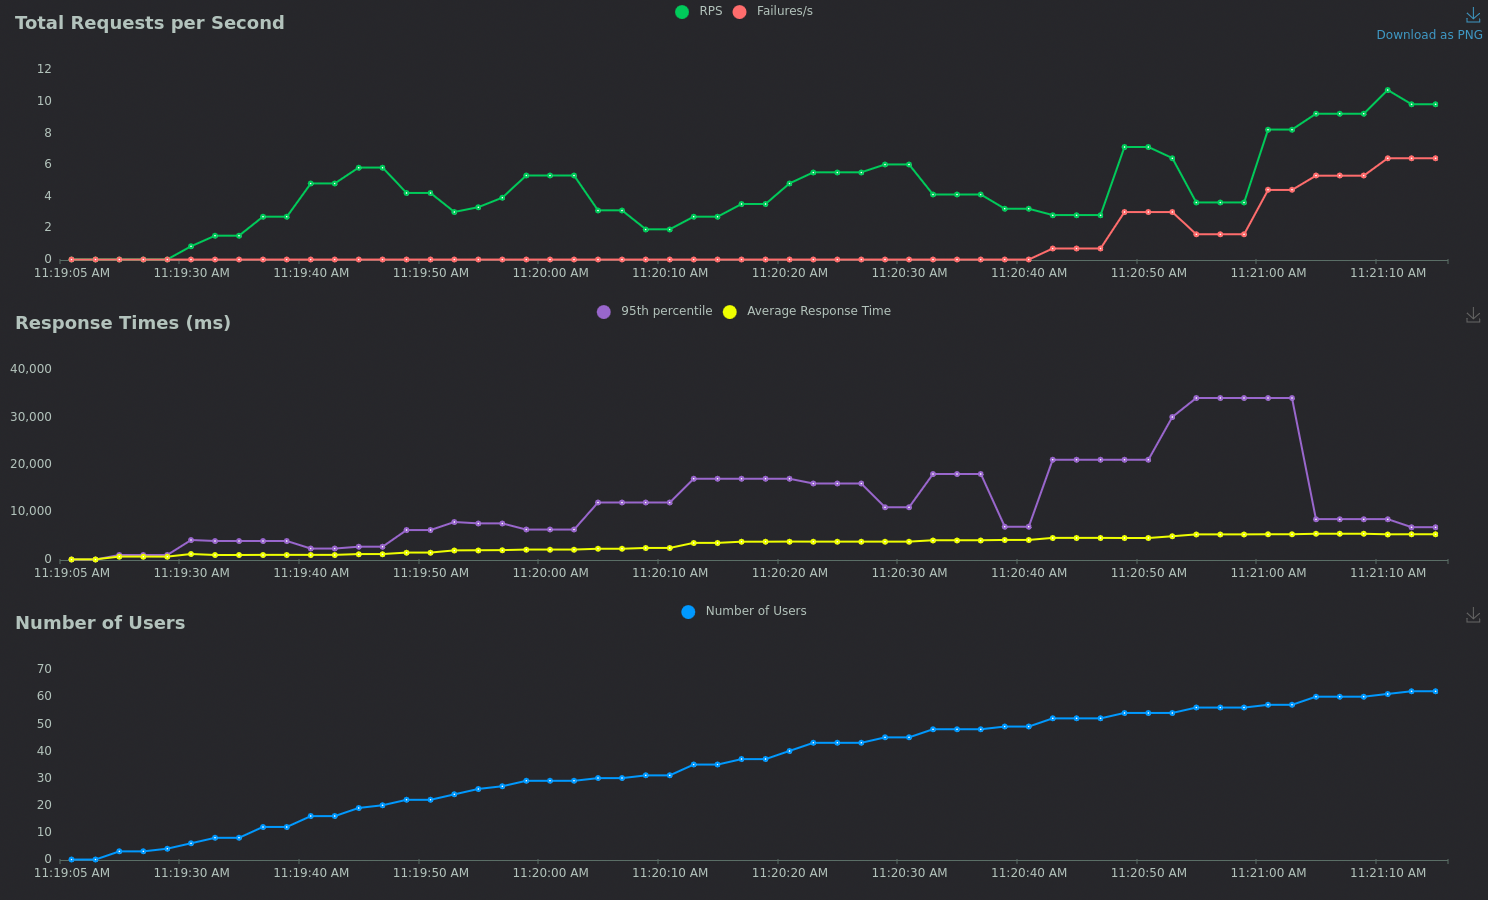 Total Requests per Second
RPS Failures/s
Download as PNG
12
10
8
6
4
2
0
11:19:05 AM 11:19:30 AM 11:19:40 AM 11:19:50 AM 11:20:00 AM 11:20:10 AM 11:20:20 AM 11:20:30 AM 11:20:40 AM 11:20:50 AM 11:21:00 AM 11:21:10 AM
Response Times (ms)
95th percentile Average Response Time
40,000
30,000
20,000
10,000
0
11:19:05 AM 11:19:30 AM 11:19:40 AM 11:19:50 AM 11:20:00 AM 11:20:10 AM 11:20:20 AM 11:20:30 AM 11:20:40 AM 11:20:50 AM 11:21:00 AM 11:21:10 AM
Number of Users
Number of Users
70
60
50
40
30
20
10
0
11:19:05 AM 11:19:30 AM 11:19:40 AM 11:19:50 AM 11:20:00 AM 11:20:10 AM 11:20:20 AM 11:20:30 AM 11:20:40 AM 11:20:50 AM 11:21:00 AM 11:21:10 AM